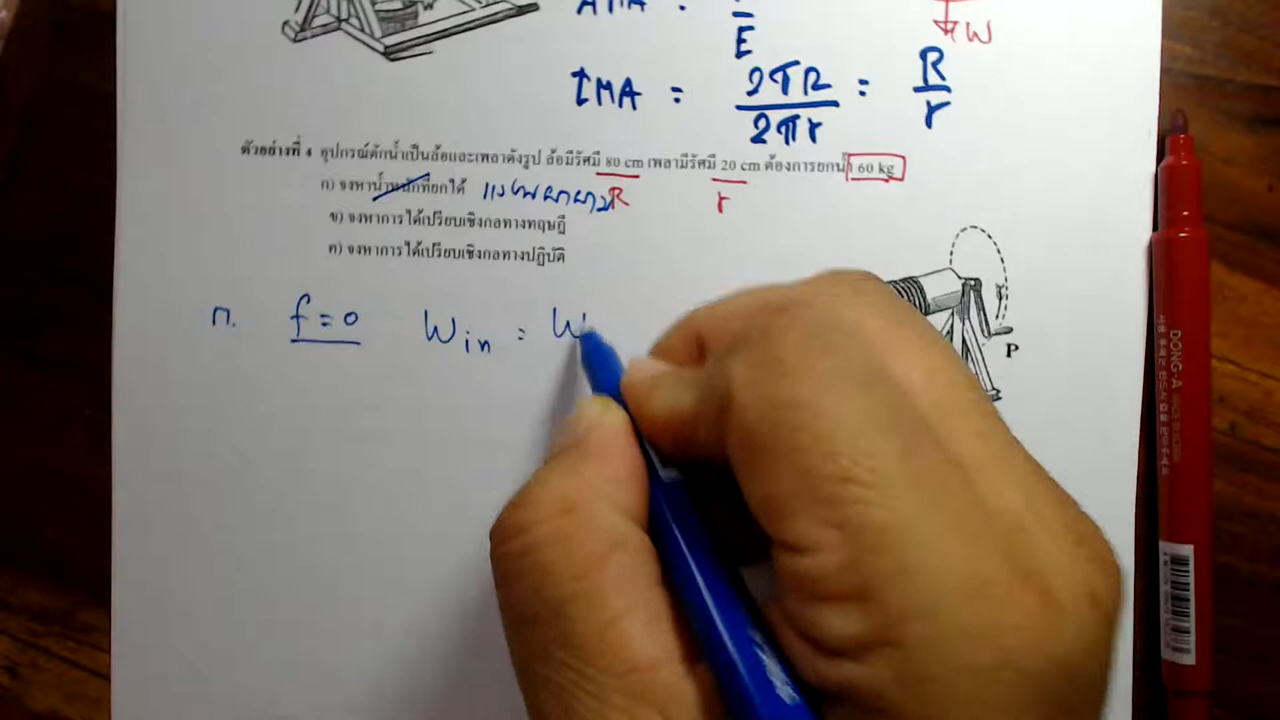 AMA =
E
W
IMA = 2πR / 2πr = R / r
ตัวอย่างที่ 4 อุปกรณ์ตักน้ำเป็นล้อและเพลาดังรูป ล้อมีรัศมี 80 cm เพลามีรัศมี 20 cm ต้องการยกน้ำ 60 kg
ก) จงหาน้ำหนักที่ยกได้ แรงพยายาม R r
ข) จงหาการได้เปรียบเชิงกลทางทฤษฎี
ค) จงหาการได้เปรียบเชิงกลทางปฏิบัติ
ก. f = 0 Win = W
P
DONG-A